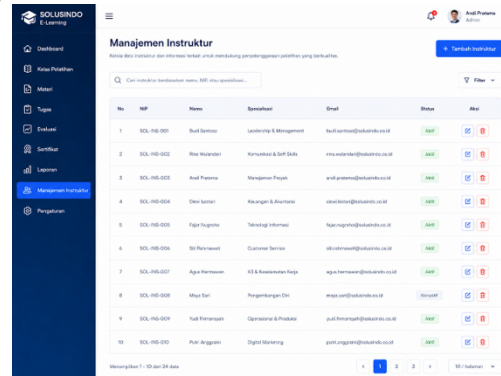 SOLUSINDO
E-Learning
Andi Pratama
Admin
Dashboard
Kelas Pelatihan
Materi
Tugas
Evaluasi
Sertifikat
Laporan
Manajemen Instruktur
Pengaturan
Manajemen Instruktur
Kelola data instruktur dan informasi terkait untuk mendukung penyelenggaraan pelatihan yang berkualitas.
+ Tambah Instruktur
Cari instruktur berdasarkan nama, NIP, atau spesialisasi...
Filter
No NIP Nama Spesialisasi Email Status Aksi
1 SOL-INS-001 Budi Santoso Leadership & Management budi.santoso@solusindo.co.id Aktif
2 SOL-INS-002 Rina Wulandari Komunikasi & Soft Skills rina.wulandari@solusindo.co.id Aktif
3 SOL-INS-003 Andi Pratama Manajemen Proyek andi.pratama@solusindo.co.id Aktif
4 SOL-INS-004 Dewi Lestari Keuangan & Akuntansi dewi.lestari@solusindo.co.id Aktif
5 SOL-INS-005 Fajar Nugroho Teknologi Informasi fajar.nugroho@solusindo.co.id Aktif
6 SOL-INS-006 Siti Rahmawati Customer Service siti.rahmawati@solusindo.co.id Aktif
7 SOL-INS-007 Agus Hermawan K3 & Keselamatan Kerja agus.hermawan@solusindo.co.id Aktif
8 SOL-INS-008 Maya Sari Pengembangan Diri maya.sari@solusindo.co.id Nonaktif
9 SOL-INS-009 Yudi Firmansyah Operasional & Produksi yudi.firmansyah@solusindo.co.id Aktif
10 SOL-INS-010 Putri Anggraini Digital Marketing putri.anggraini@solusindo.co.id Aktif
Menampilkan 1 - 10 dari 24 data
‹ 1 2 3 ›
10 / halaman